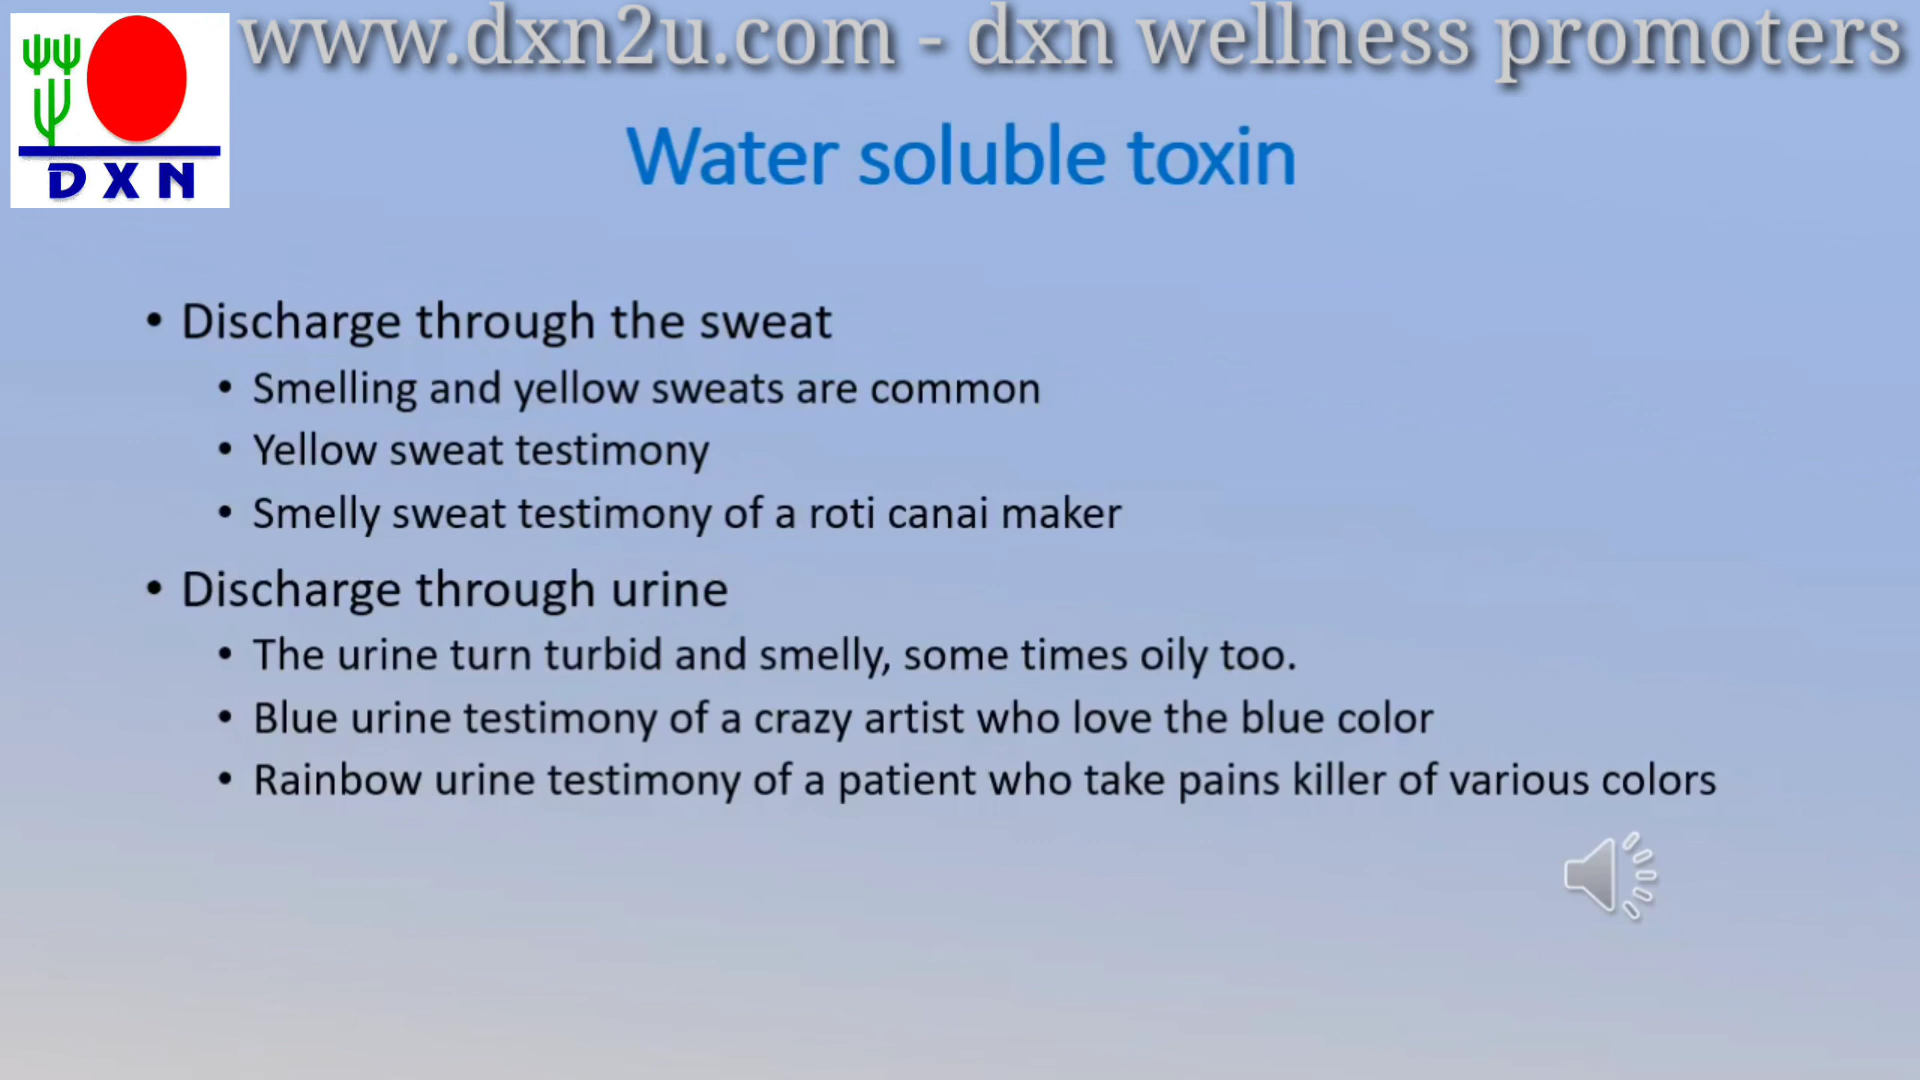 www.dxn2u.com - dxn wellness promoters
DXN
Water soluble toxin
• Discharge through the sweat
• Smelling and yellow sweats are common
• Yellow sweat testimony
• Smelly sweat testimony of a roti canai maker
• Discharge through urine
• The urine turn turbid and smelly, some times oily too.
• Blue urine testimony of a crazy artist who love the blue color
• Rainbow urine testimony of a patient who take pains killer of various colors